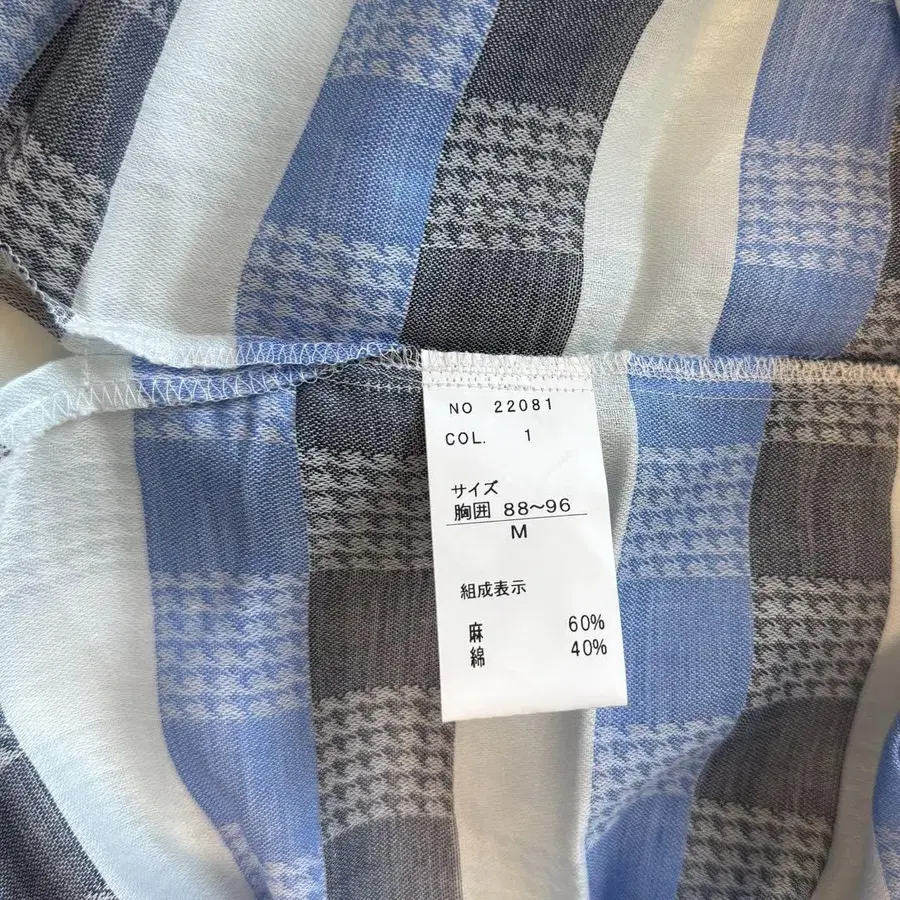 NO 22081
COL. 1
サイズ
胸囲 88〜96
M
組成表示
麻 60%
綿 40%